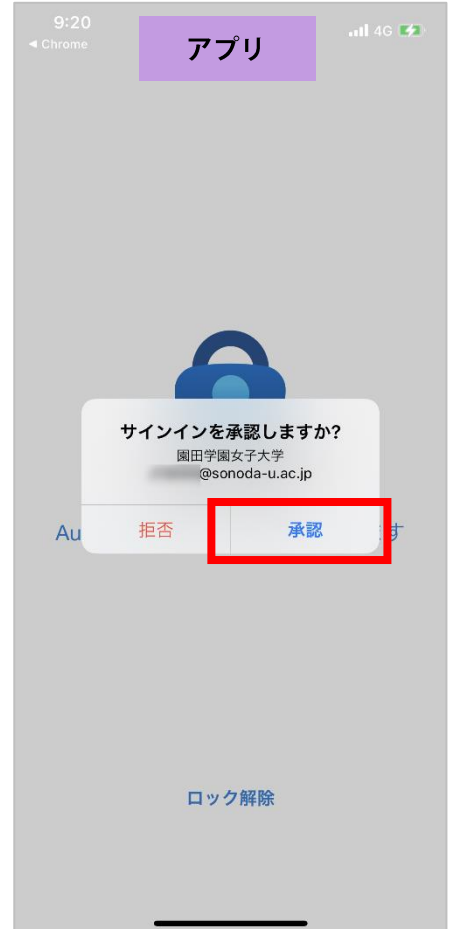 9:20
アプリ
4G
◀ Chrome
サインインを承認しますか?
園田学園女子大学
@sonoda-u.ac.jp
Au
拒否
承認
す
ロック解除